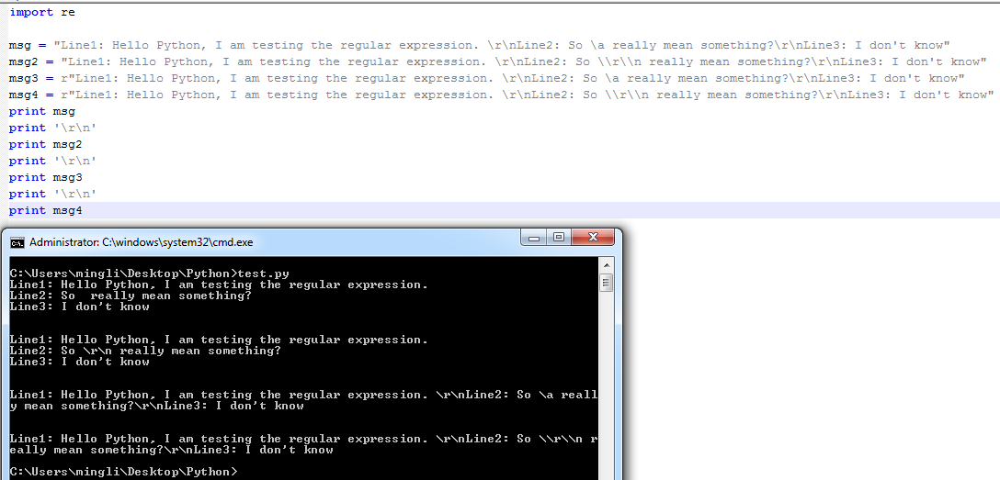 import re
msg = "Line1: Hello Python, I am testing the regular expression. \r\nLine2: So \a really mean something?\r\nLine3: I don't know"
msg2 = "Line1: Hello Python, I am testing the regular expression. \r\nLine2: So \\r\\n really mean something?\r\nLine3: I don't know"
msg3 = r"Line1: Hello Python, I am testing the regular expression. \r\nLine2: So \a really mean something?\r\nLine3: I don't know"
msg4 = r"Line1: Hello Python, I am testing the regular expression. \r\nLine2: So \\r\\n really mean something?\r\nLine3: I don't know"
print msg
print '\r\n'
print msg2
print '\r\n'
print msg3
print '\r\n'
print msg4
Administrator: C:\windows\system32\cmd.exe
C:\Users\mingli\Desktop\Python>test.py
Line1: Hello Python, I am testing the regular expression.
Line2: So  really mean something?
Line3: I don't know
Line1: Hello Python, I am testing the regular expression.
Line2: So \r\n really mean something?
Line3: I don't know
Line1: Hello Python, I am testing the regular expression. \r\nLine2: So \a reall
y mean something?\r\nLine3: I don't know
Line1: Hello Python, I am testing the regular expression. \r\nLine2: So \\r\\n r
eally mean something?\r\nLine3: I don't know
C:\Users\mingli\Desktop\Python>